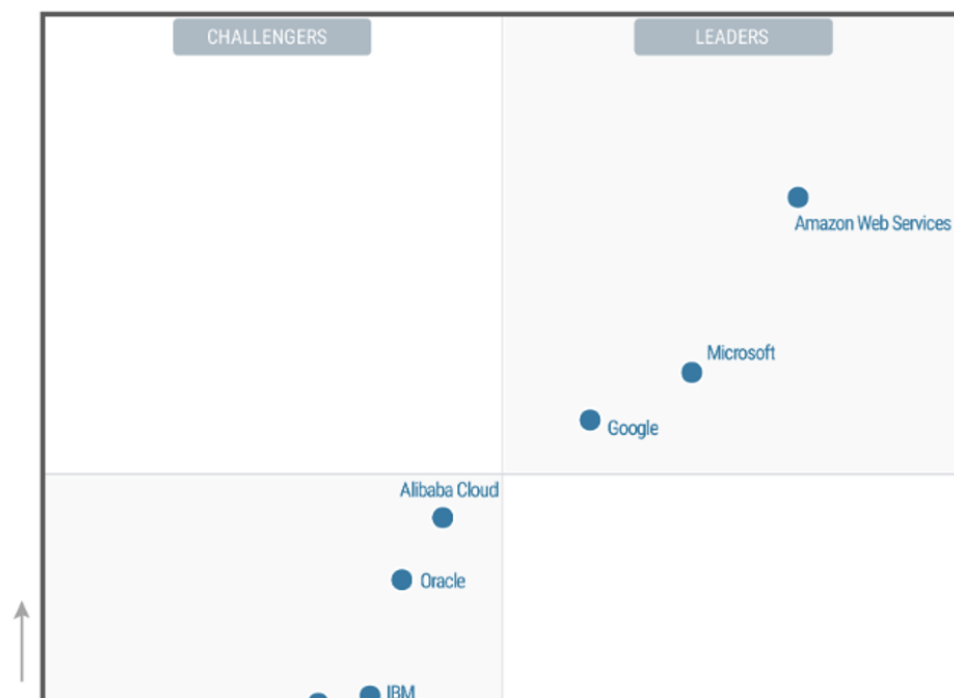 CHALLENGERS
LEADERS
Amazon Web Services
Microsoft
Google
Alibaba Cloud
Oracle
IBM